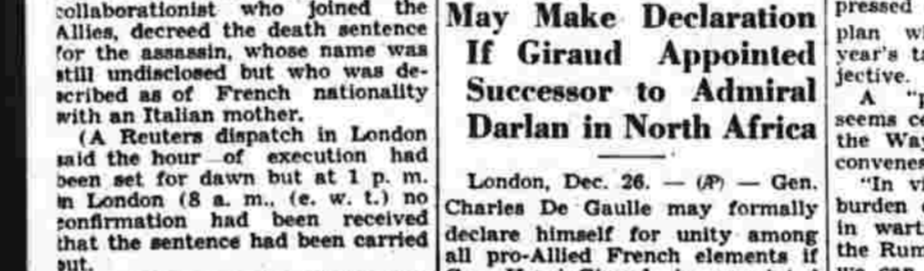 collaborationist who joined the
Allies, decreed the death sentence
for the assassin, whose name was
still undisclosed but who was de-
scribed as of French nationality
with an Italian mother.
(A Reuters dispatch in London
said the hour of execution had
been set for dawn but at 1 p. m.
in London (8 a. m., (e. w. t.) no
confirmation had been received
that the sentence had been carried
out.
May Make Declaration
If Giraud Appointed
Successor to Admiral
Darlan in North Africa
London, Dec. 26. — (AP) — Gen.
Charles De Gaulle may formally
declare himself for unity among
all pro-Allied French elements if
pressed
plan
year's
jective.
A
seems
the
convenes
"In
burden
in
the